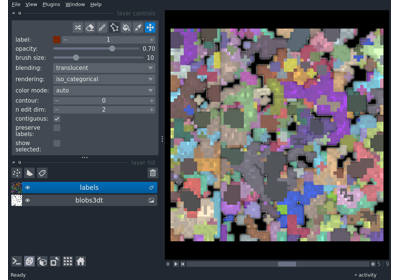 File View Plugins Window Help
layer controls
label: 1
opacity: 0.70
brush size: 10
blending: translucent
rendering: iso_categorical
color mode: auto
contour: 0
n edit dim: 2
contiguous:
preserve
labels:
show
selected:
layer list
labels
blobs3dt
Ready
activity